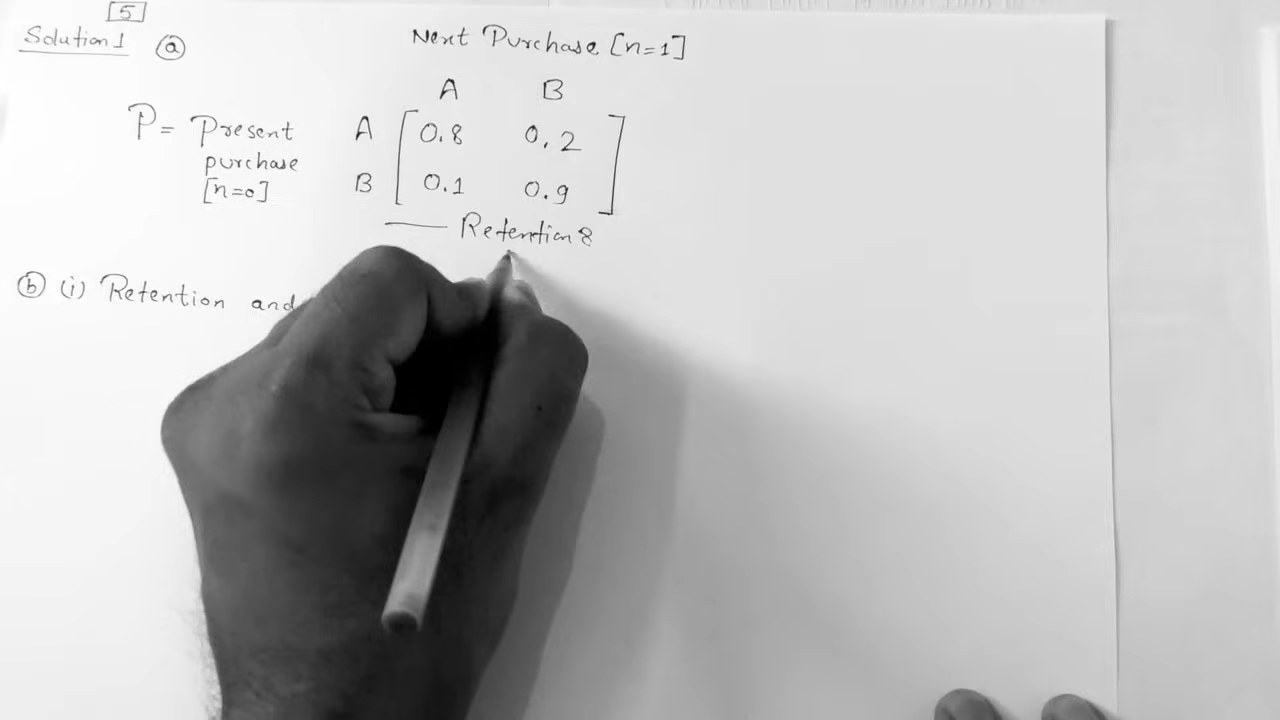 5
Solution 1 (a)
Next Purchase [n=1]
A B
P = Present purchase [n=0]
A 0.8 0.2
B 0.1 0.9
Retention &
(b) (i) Retention and